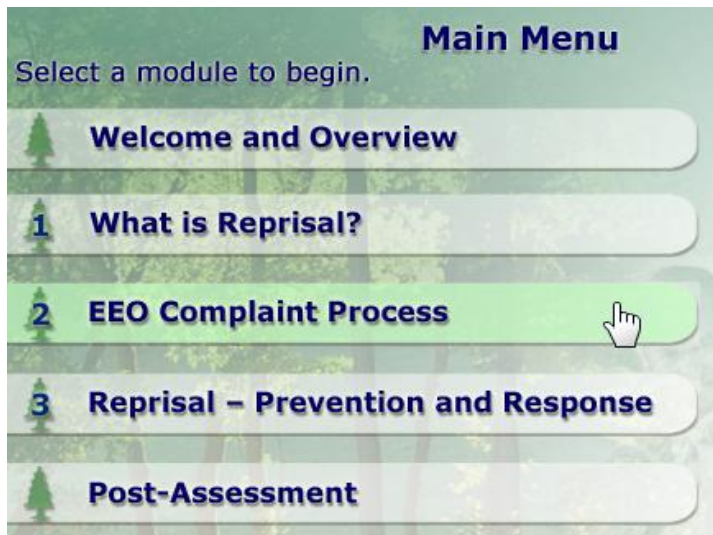 Main Menu
Select a module to begin.
Welcome and Overview
1 What is Reprisal?
2 EEO Complaint Process
3 Reprisal – Prevention and Response
Post-Assessment